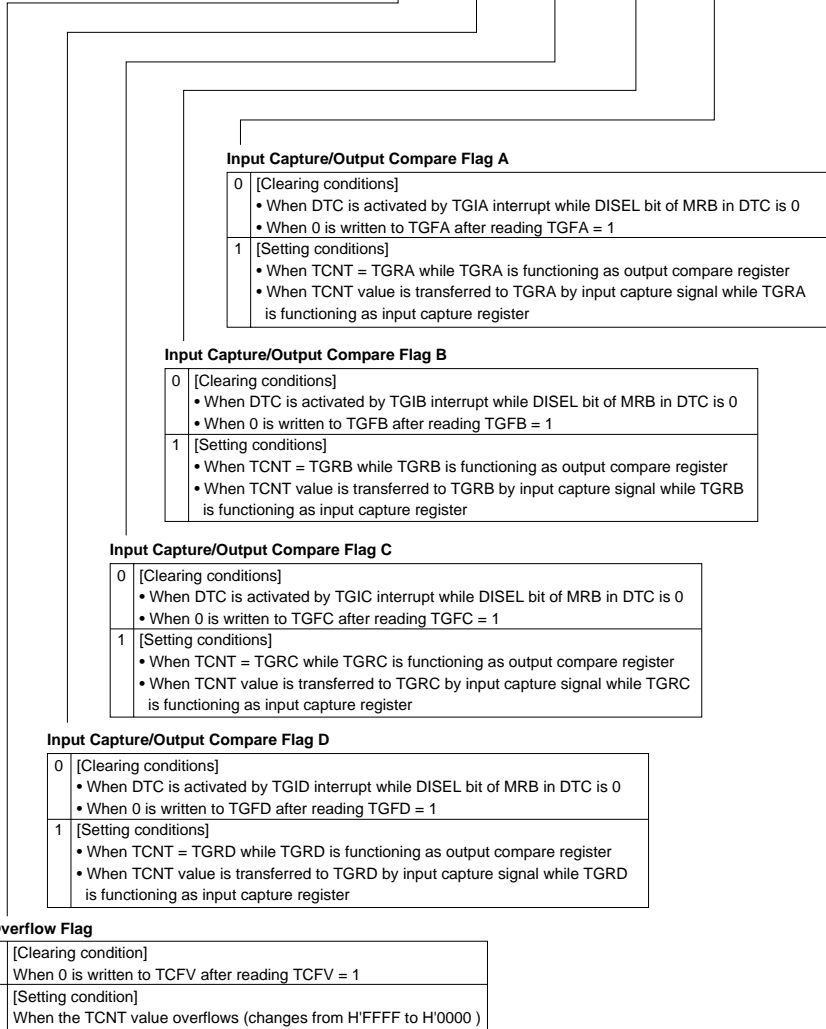 Input Capture/Output Compare Flag A
0 [Clearing conditions]
• When DTC is activated by TGIA interrupt while DISEL bit of MRB in DTC is 0
• When 0 is written to TGFA after reading TGFA = 1
1 [Setting conditions]
• When TCNT = TGRA while TGRA is functioning as output compare register
• When TCNT value is transferred to TGRA by input capture signal while TGRA
is functioning as input capture register
Input Capture/Output Compare Flag B
0 [Clearing conditions]
• When DTC is activated by TGIB interrupt while DISEL bit of MRB in DTC is 0
• When 0 is written to TGFB after reading TGFB = 1
1 [Setting conditions]
• When TCNT = TGRB while TGRB is functioning as output compare register
• When TCNT value is transferred to TGRB by input capture signal while TGRB
is functioning as input capture register
Input Capture/Output Compare Flag C
0 [Clearing conditions]
• When DTC is activated by TGIC interrupt while DISEL bit of MRB in DTC is 0
• When 0 is written to TGFC after reading TGFC = 1
1 [Setting conditions]
• When TCNT = TGRC while TGRC is functioning as output compare register
• When TCNT value is transferred to TGRC by input capture signal while TGRC
is functioning as input capture register
Input Capture/Output Compare Flag D
0 [Clearing conditions]
• When DTC is activated by TGID interrupt while DISEL bit of MRB in DTC is 0
• When 0 is written to TGFD after reading TGFD = 1
1 [Setting conditions]
• When TCNT = TGRD while TGRD is functioning as output compare register
• When TCNT value is transferred to TGRD by input capture signal while TGRD
is functioning as input capture register
verflow Flag
[Clearing condition]
When 0 is written to TCFV after reading TCFV = 1
[Setting condition]
When the TCNT value overflows (changes from H'FFFF to H'0000 )